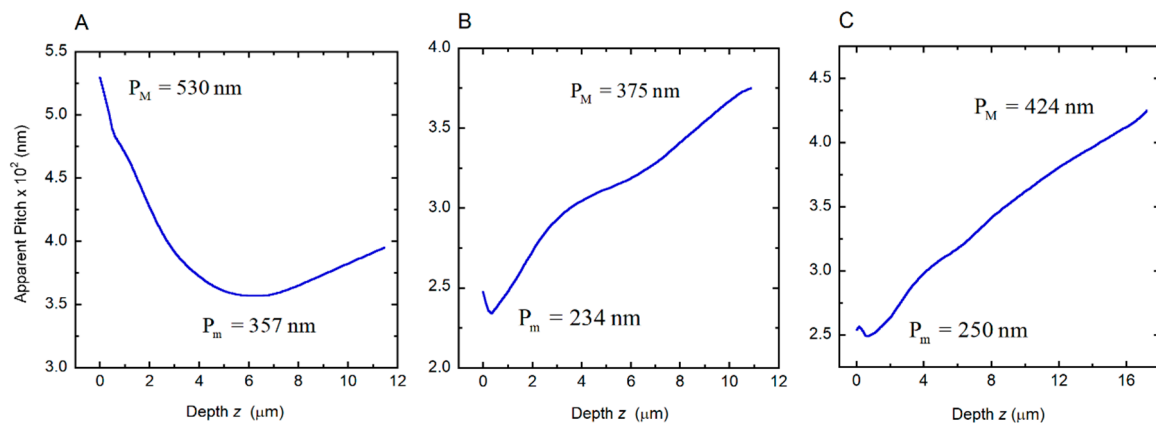 A
B
C
Apparent Pitch x 10² (nm)
5.5
5.0
4.5
4.0
3.5
3.0
P_M = 530 nm
P_m = 357 nm
0 2 4 6 8 10 12
Depth z (μm)
4.0
3.5
3.0
2.5
2.0
P_M = 375 nm
P_m = 234 nm
0 2 4 6 8 10 12
Depth z (μm)
4.5
4.0
3.5
3.0
2.5
P_M = 424 nm
P_m = 250 nm
0 4 8 12 16
Depth z (μm)